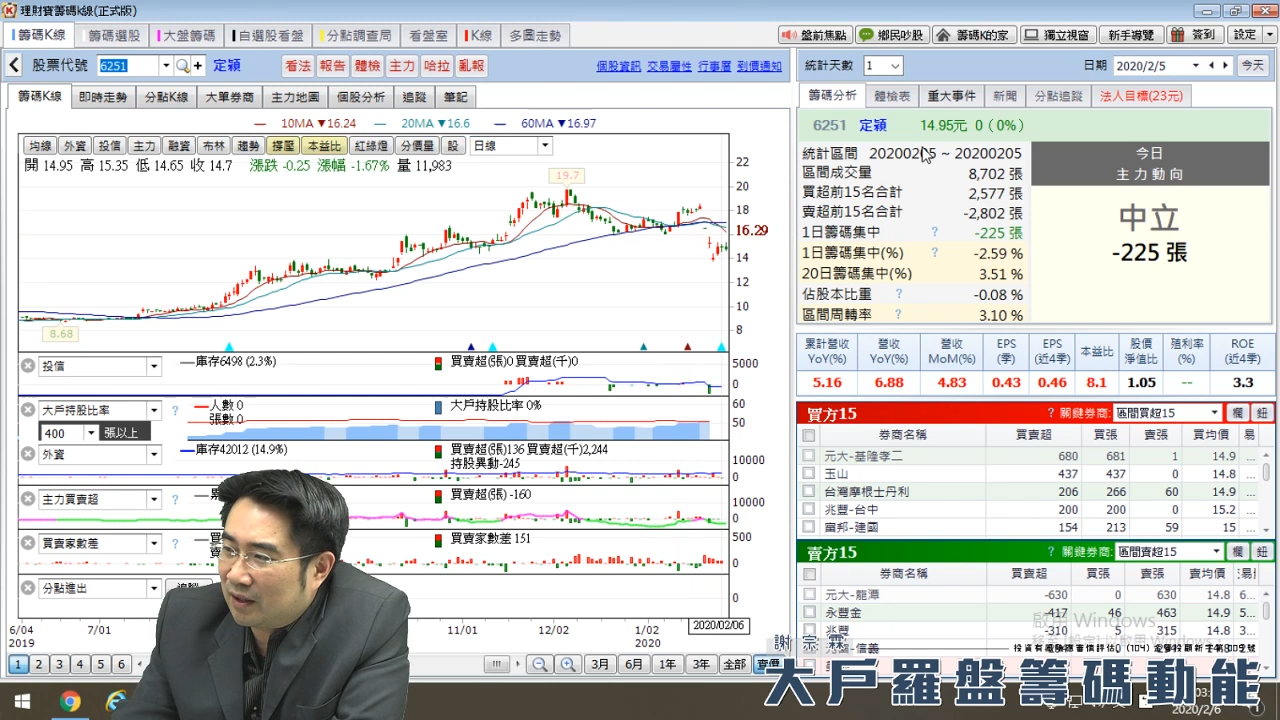 理財寶籌碼k線(正式版)
籌碼K線 籌碼選股 大盤籌碼 自選股看盤 分點調查局 看盤室 K線 多圖走勢
盤前焦點 鄉民吵股 籌碼K的家 獨立視窗 新手導覽 簽到 設定
股票代號 6251 定穎 看法 報告 體檢 主力 哈拉 亂報 個股資訊 交易屬性 行事曆 到價通知
統計天數 1 日期 2020/2/5 今天
籌碼K線 即時走勢 分點K線 大單券商 主力地圖 個股分析 追蹤 筆記
籌碼分析 體檢表 重大事件 新聞 分點追蹤 法人目標(23元)
10MA ▼16.24 20MA ▼16.6 60MA ▼16.97
均線 外資 投信 主力 融資 布林 趨勢 撐壓 本益比 紅綠燈 分價量 股 日線
開 14.95 高 15.35 低 14.65 收 14.7 漲跌 -0.25 漲幅 -1.67% 量 11,983
22
20
18
16.29
14
12
10
8
19.7
8.68
6251 定穎 14.95元 0 (0%)
統計區間 20200205 ~ 20200205
區間成交量 8,702 張
買超前15名合計 2,577 張
賣超前15名合計 -2,802 張
1日籌碼集中 ? -225 張
1日籌碼集中(%) ? -2.59 %
20日籌碼集中(%) 3.51 %
佔股本比重 ? -0.08 %
區間周轉率 ? 3.10 %
今日
主力動向
中立
-225 張
累計營收YoY(%) 營收YoY(%) 營收MoM(%) EPS(季) EPS(近4季) 本益比 股價淨值比 殖利率(%) ROE(近4季)
5.16 6.88 4.83 0.43 0.46 8.1 1.05 -- 3.3
投信 庫存6498 (2.3%) 買賣超(張)0 買賣超(千)0 5000
0
大戶持股比率 ? 人數 0 大戶持股比率 0% 60
400 張以上 張數 0 50
外資 庫存42012 (14.9%) 買賣超(張)136 買賣超(千)2,244 10000
持股異動-245 0
主力買賣超 ? 買賣超(張) -160 10000
0
買賣家數差 ? 買賣家數差 151 500
0
分點進出 0
6/04 7/01 11/01 12/02 1/02 2020/02/06
2019 2020
1 2 3 4 5 6 3月 6月 1年 3年 全部
買方15 ? 關鍵券商: 區間買超15 欄 鈕
券商名稱 買賣超 買張 賣張 買均價 易
元大-基隆孝二 680 681 1 14.9 ...
玉山 437 437 0 14.8 ...
台灣摩根士丹利 206 266 60 14.9 ...
兆豐-台中 200 200 0 15.2 ...
富邦-建國 154 213 59 15 ...
賣方15 ? 關鍵券商: 區間賣超15 欄 鈕
券商名稱 買賣超 買張 賣張 賣均價
元大-龍潭 -630 0 630 14.8 6...
永豐金 -417 46 463 14.9 5...
兆豐 -310 5 315 14.8 3...
啟用 Windows
謝宗霖
大戶羅盤籌碼動能
2020/2/6